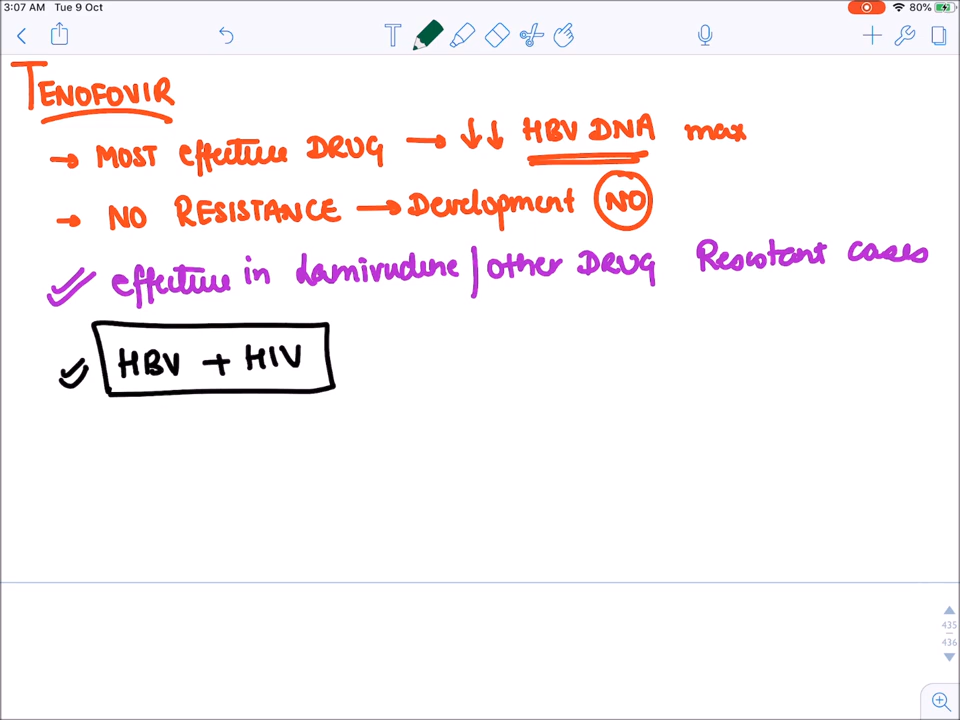 3:07 AM Tue 9 Oct 80%
T
TENOFOVIR
→ MOST effective DRUG → ↓↓ HBV DNA max
→ NO RESISTANCE → Development NO
effective in Lamivudine / other DRUG Resistant cases
HBV + HIV
435
436